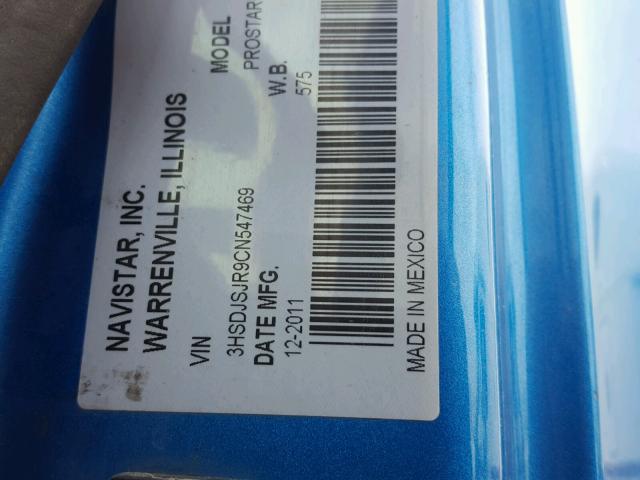 NAVISTAR, INC.
WARRENVILLE, ILLINOIS
VIN MODEL
3HSDJSJR9CN547469 PROSTAR
DATE MFG. W.B.
12-2011 575
MADE IN MEXICO